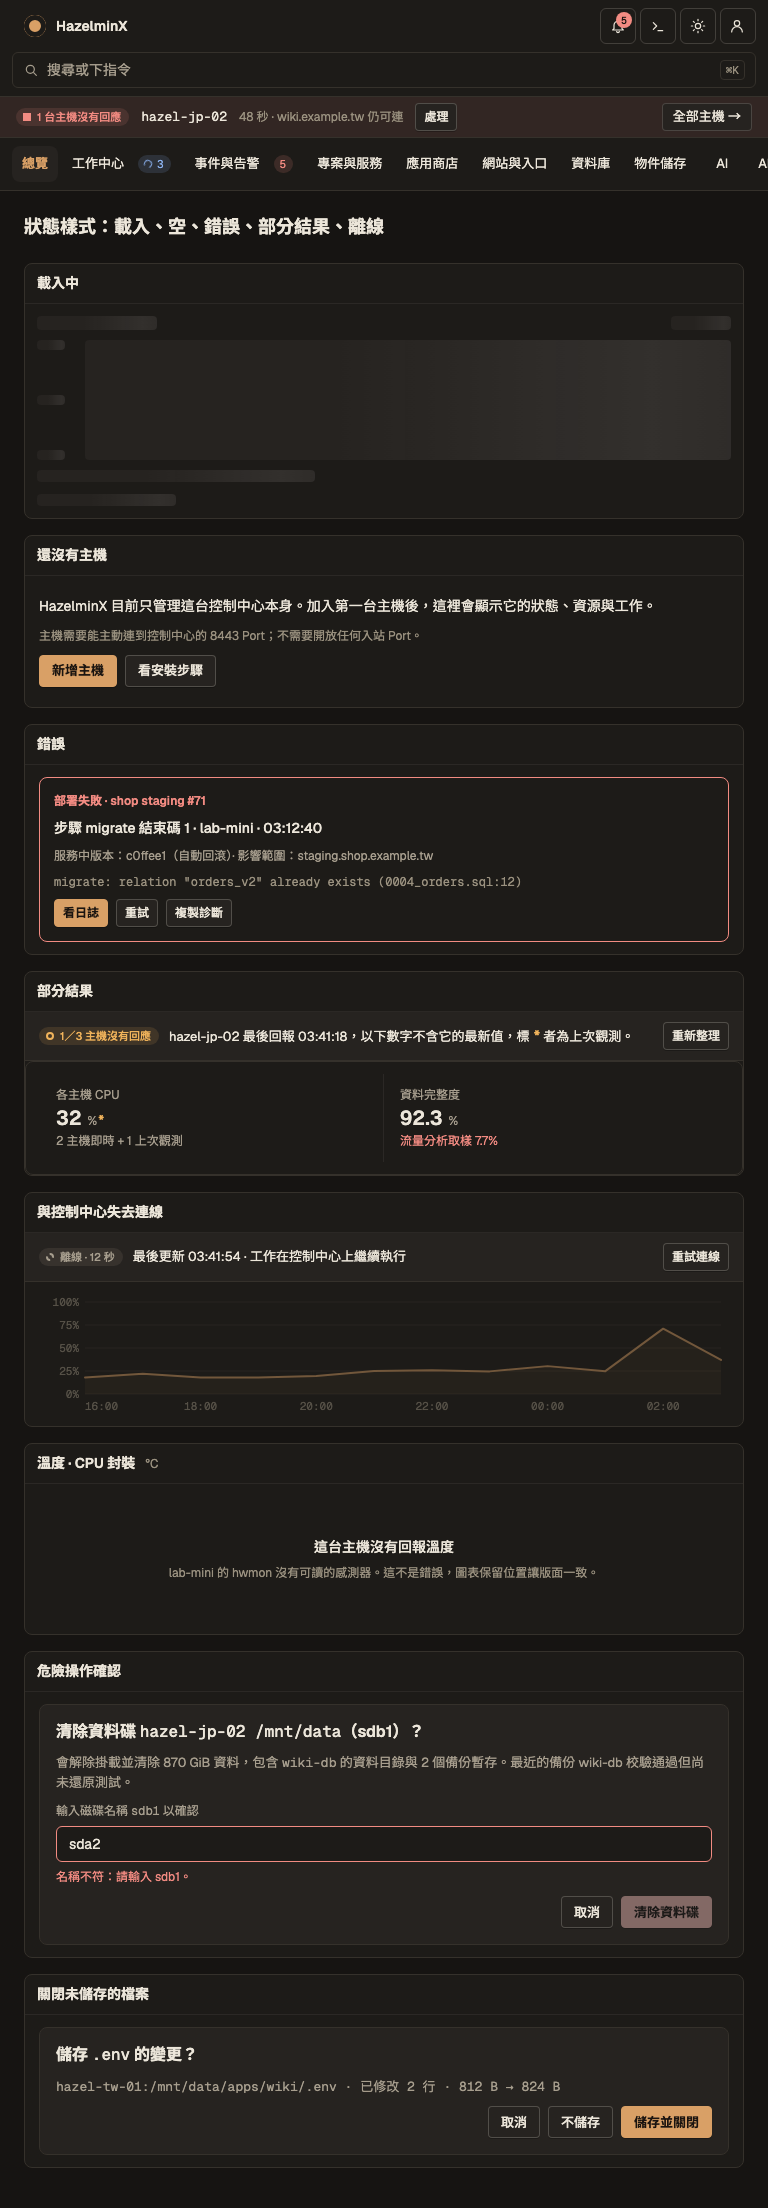 HazelminX
5
搜尋或下指令
⌘K
1 台主機沒有回應
hazel-jp-02
48 秒 · wiki.example.tw 仍可連
處理
全部主機 →
總覽
工作中心
3
事件與告警
5
專案與服務
應用商店
網站與入口
資料庫
物件儲存
AI
狀態樣式：載入、空、錯誤、部分結果、離線
載入中
還沒有主機
HazelminX 目前只管理這台控制中心本身。加入第一台主機後，這裡會顯示它的狀態、資源與工作。
主機需要能主動連到控制中心的 8443 Port；不需要開放任何入站 Port。
新增主機
看安裝步驟
錯誤
部署失敗 · shop staging #71
步驟 migrate 結束碼 1 · lab-mini · 03:12:40
服務中版本：c0ffee1（自動回滾）· 影響範圍：staging.shop.example.tw
migrate: relation "orders_v2" already exists (0004_orders.sql:12)
看日誌
重試
複製診斷
部分結果
1／3 主機沒有回應
hazel-jp-02 最後回報 03:41:18，以下數字不含它的最新值，標 * 者為上次觀測。
重新整理
各主機 CPU
32 %*
2 主機即時 + 1 上次觀測
資料完整度
92.3 %
流量分析取樣 7.7%
與控制中心失去連線
離線 · 12 秒
最後更新 03:41:54 · 工作在控制中心上繼續執行
重試連線
100%
75%
50%
25%
0%
16:00
18:00
20:00
22:00
00:00
02:00
溫度 · CPU 封裝 °C
這台主機沒有回報溫度
lab-mini 的 hwmon 沒有可讀的感測器。這不是錯誤，圖表保留位置讓版面一致。
危險操作確認
清除資料碟 hazel-jp-02 /mnt/data（sdb1）？
會解除掛載並清除 870 GiB 資料，包含 wiki-db 的資料目錄與 2 個備份暫存。最近的備份 wiki-db 校驗通過但尚
未還原測試。
輸入磁碟名稱 sdb1 以確認
sda2
名稱不符：請輸入 sdb1。
取消
清除資料碟
關閉未儲存的檔案
儲存 .env 的變更？
hazel-tw-01:/mnt/data/apps/wiki/.env · 已修改 2 行 · 812 B → 824 B
取消
不儲存
儲存並關閉